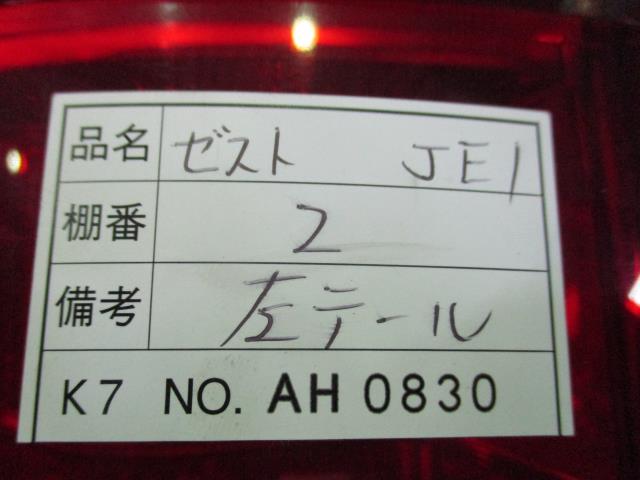 品名 ゼスト JE1
棚番 2
備考 左テール
K7 NO. AH 0830